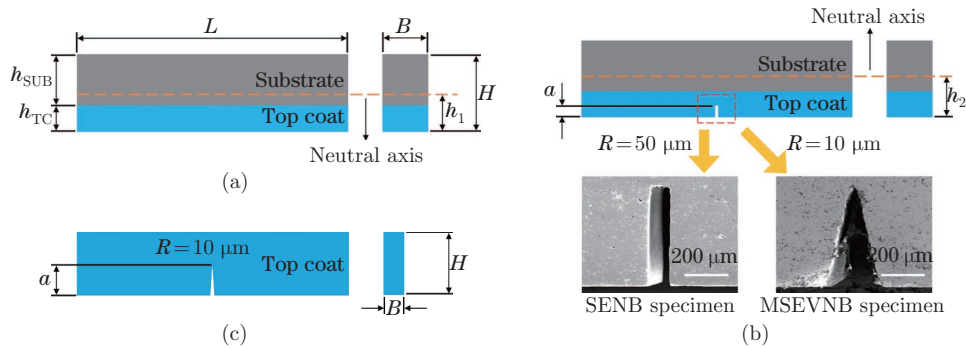 L
B
h_SUB
Substrate
H
h_TC
Top coat
h_1
Neutral axis
(a)
R=10 μm
Top coat
a
H
B
(c)
Neutral axis
Substrate
a
Top coat
h_2
R=50 μm
R=10 μm
200 μm
200 μm
SENB specimen
MSEVNB specimen
(b)